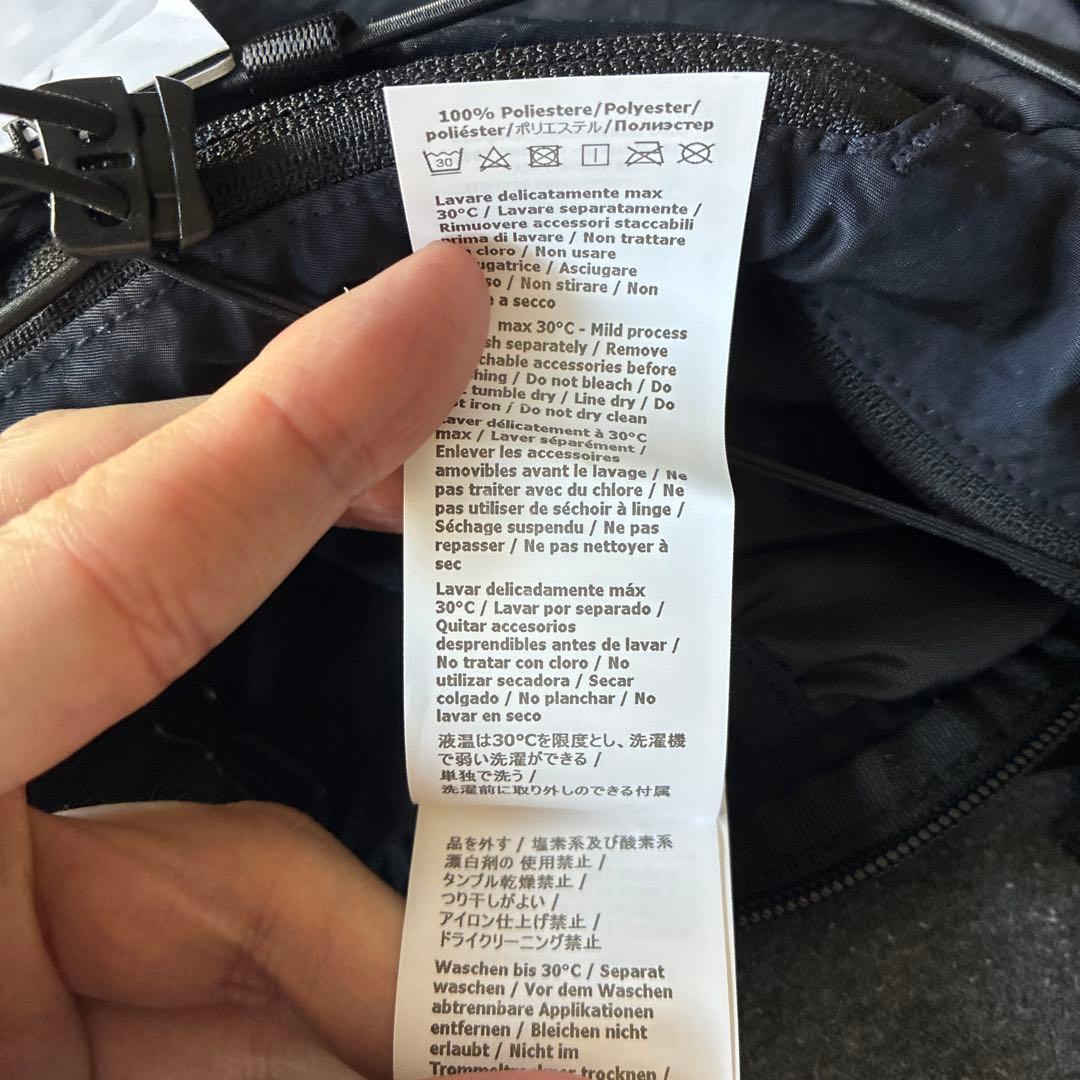 100% Poliestere/Polyester/
poliéster/ポリエステル/Полиэстер
30
Lavare delicatamente max
30°C / Lavare separatamente /
Rimuovere accessori staccabili
prima di lavare / Non trattare
cloro / Non usare
/ Asciugare
/ Non stirare / Non
a secco
max 30°C - Mild process
separately / Remove
accessories before
/ Do not bleach / Do
tumble dry / Line dry / Do
iron / Do not dry clean
Laver délicatement à 30°C
max / Laver séparément /
Enlever les accessoires
amovibles avant le lavage / Ne
pas traiter avec du chlore / Ne
pas utiliser de séchoir à linge /
Séchage suspendu / Ne pas
repasser / Ne pas nettoyer à
sec
Lavar delicadamente máx
30°C / Lavar por separado /
Quitar accesorios
desprendibles antes de lavar /
No tratar con cloro / No
utilizar secadora / Secar
colgado / No planchar / No
lavar en seco
液温は30℃を限度とし、洗濯機
で弱い洗濯ができる /
単独で洗う /
洗濯前に取り外しのできる付属
品を外す / 塩素系及び酸素系
漂白剤の 使用禁止 /
タンブル乾燥禁止 /
つり干しがよい /
アイロン仕上げ禁止 /
ドライクリーニング禁止
Waschen bis 30°C / Separat
waschen / Vor dem Waschen
abtrennbare Applikationen
entfernen / Bleichen nicht
erlaubt / Nicht im
trocknen /